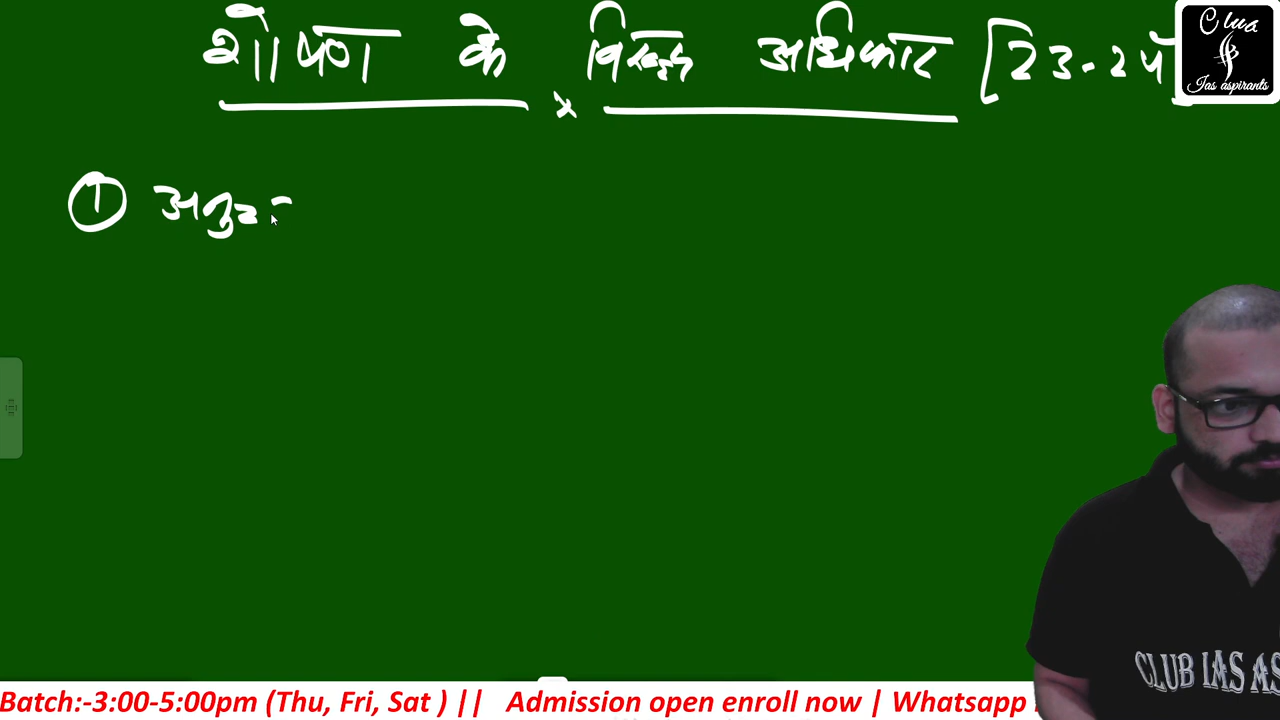 शोषण के विरुद्ध अधिकार [23-24]
Club
Ias aspirants
① अनुच्
CLUB IAS AS
Batch:-3:00-5:00pm (Thu, Fri, Sat ) || Admission open enroll now | Whatsapp